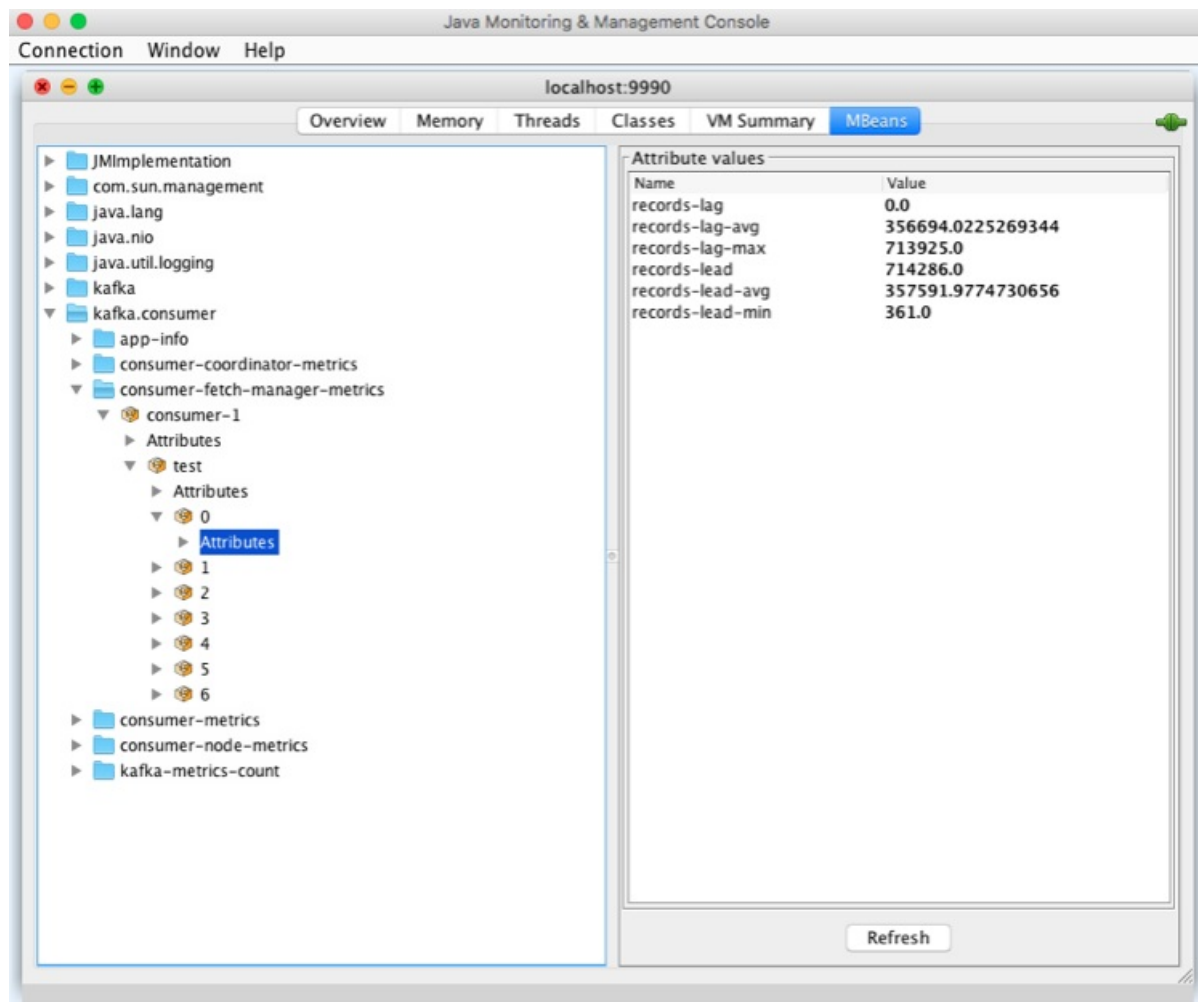 Java Monitoring & Management Console
Connection Window Help
localhost:9990
Overview Memory Threads Classes VM Summary MBeans
JMImplementation
com.sun.management
java.lang
java.nio
java.util.logging
kafka
kafka.consumer
app-info
consumer-coordinator-metrics
consumer-fetch-manager-metrics
consumer-1
Attributes
test
Attributes
0
Attributes
1
2
3
4
5
6
consumer-metrics
consumer-node-metrics
kafka-metrics-count
Attribute values
Name Value
records-lag 0.0
records-lag-avg 356694.0225269344
records-lag-max 713925.0
records-lead 714286.0
records-lead-avg 357591.9774730656
records-lead-min 361.0
Refresh